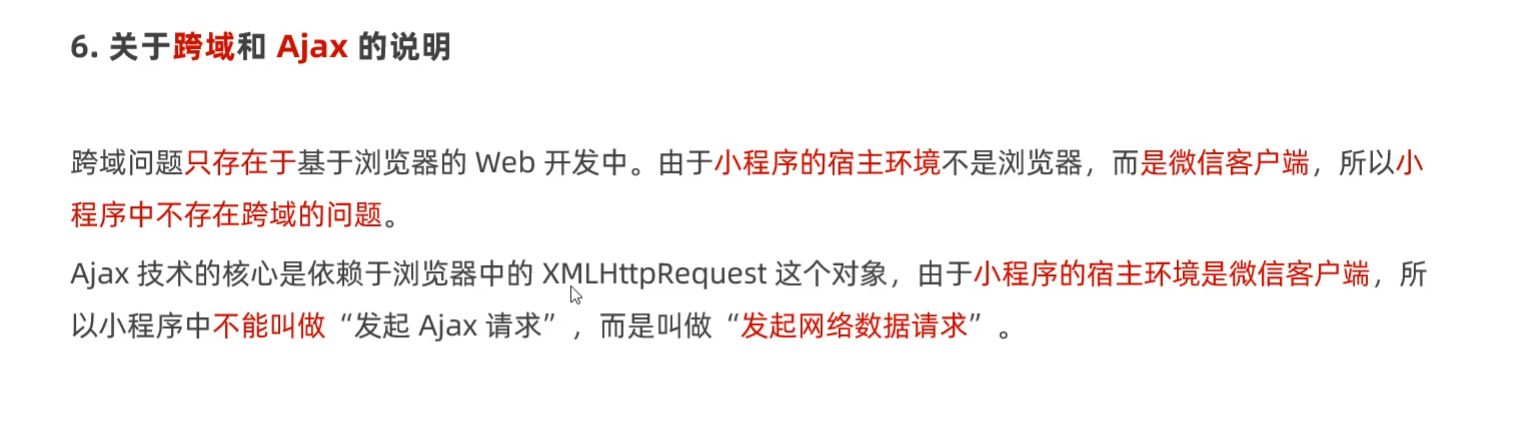 6. 关于跨域和 Ajax 的说明
跨域问题只存在于基于浏览器的 Web 开发中。由于小程序的宿主环境不是浏览器，而是微信客户端，所以小
程序中不存在跨域的问题。
Ajax 技术的核心是依赖于浏览器中的 XMLHttpRequest 这个对象，由于小程序的宿主环境是微信客户端，所
以小程序中不能叫做“发起 Ajax 请求”，而是叫做“发起网络数据请求”。